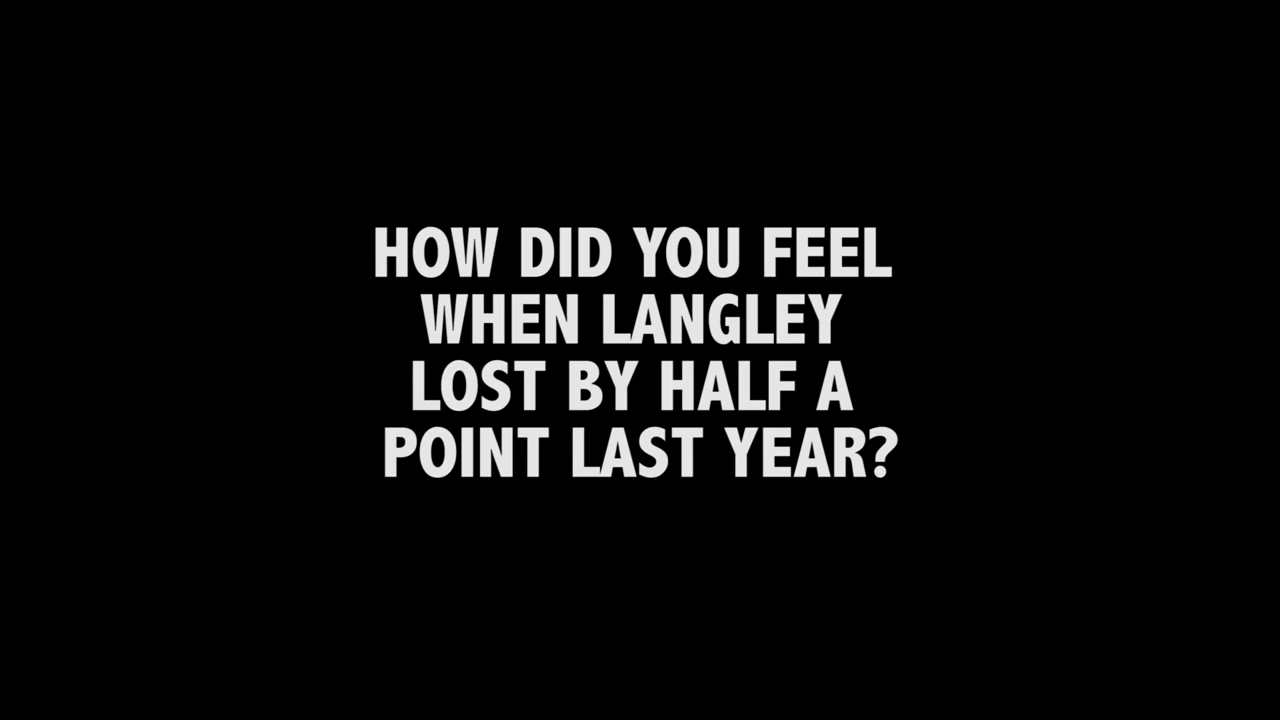 HOW DID YOU FEEL
WHEN LANGLEY
LOST BY HALF A
POINT LAST YEAR?